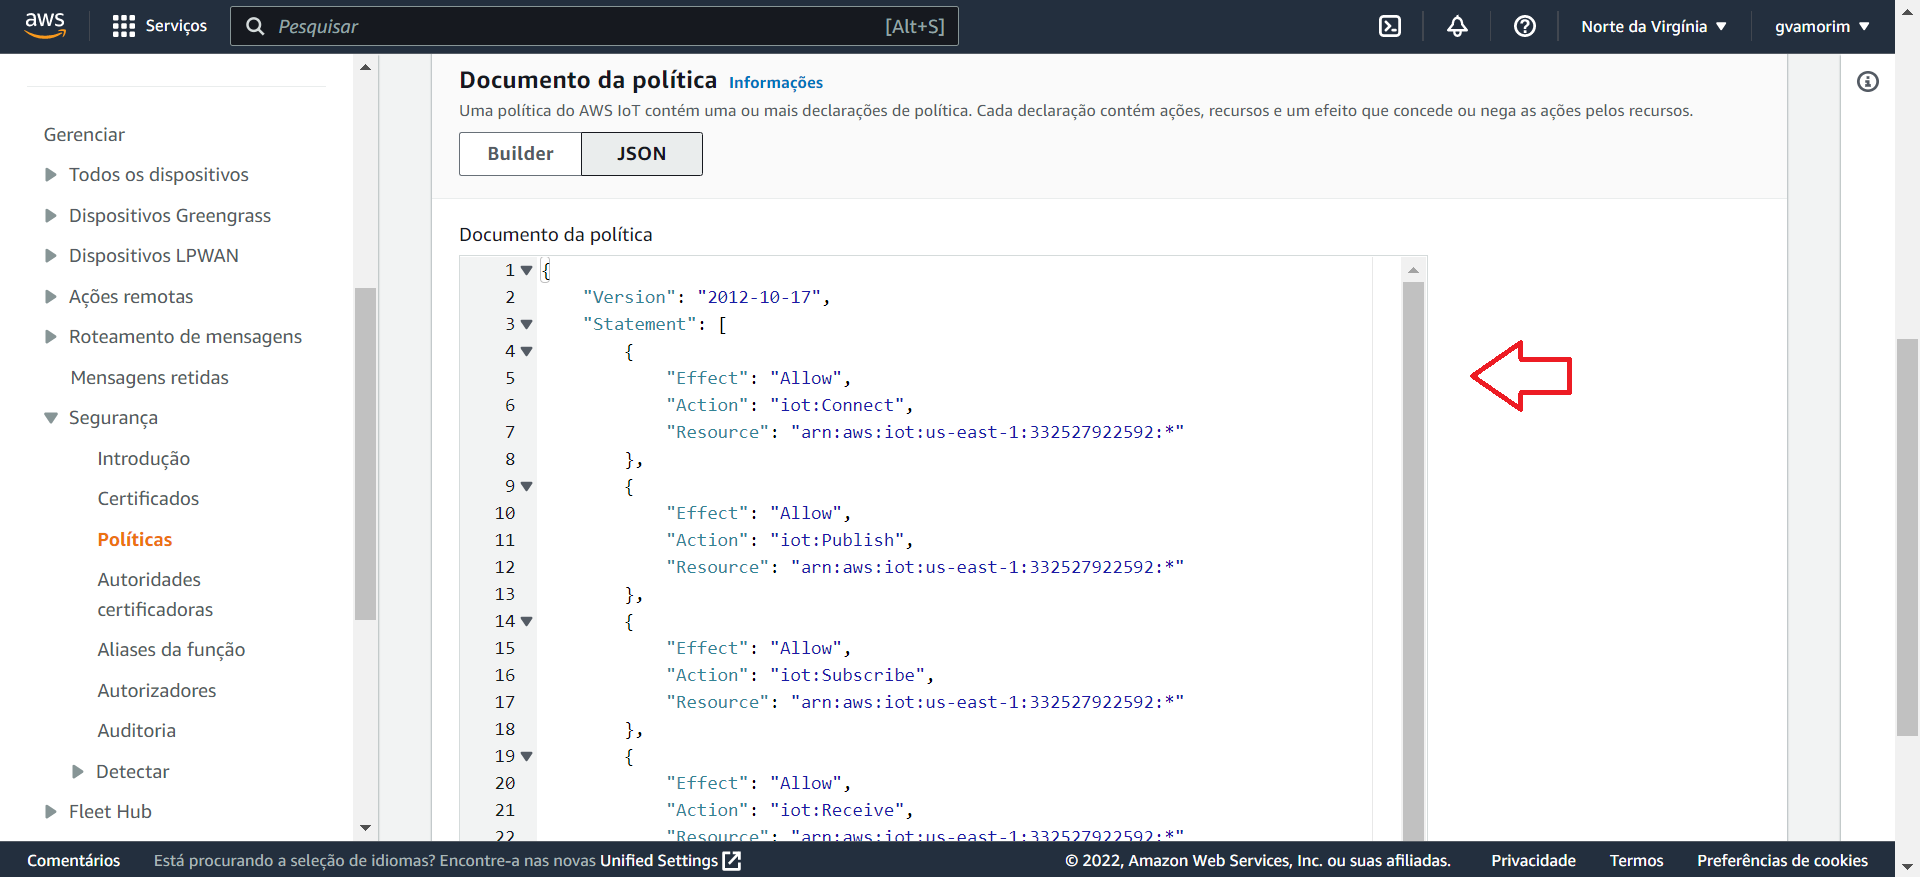 aws
Serviços
Pesquisar
[Alt+S]
Norte da Virgínia
gvamorim
Gerenciar
Todos os dispositivos
Dispositivos Greengrass
Dispositivos LPWAN
Ações remotas
Roteamento de mensagens
Mensagens retidas
Segurança
Introdução
Certificados
Políticas
Autoridades
certificadoras
Aliases da função
Autorizadores
Auditoria
Detectar
Fleet Hub
Documento da política Informações
Uma política do AWS IoT contém uma ou mais declarações de política. Cada declaração contém ações, recursos e um efeito que concede ou nega as ações pelos recursos.
Builder
JSON
Documento da política
1 {
2 "Version": "2012-10-17",
3 "Statement": [
4 {
5 "Effect": "Allow",
6 "Action": "iot:Connect",
7 "Resource": "arn:aws:iot:us-east-1:332527922592:*"
8 },
9 {
10 "Effect": "Allow",
11 "Action": "iot:Publish",
12 "Resource": "arn:aws:iot:us-east-1:332527922592:*"
13 },
14 {
15 "Effect": "Allow",
16 "Action": "iot:Subscribe",
17 "Resource": "arn:aws:iot:us-east-1:332527922592:*"
18 },
19 {
20 "Effect": "Allow",
21 "Action": "iot:Receive",
22 "Resource": "arn:aws:iot:us-east-1:332527922592:*"
Comentários
Está procurando a seleção de idiomas? Encontre-a nas novas Unified Settings
© 2022, Amazon Web Services, Inc. ou suas afiliadas.
Privacidade
Termos
Preferências de cookies